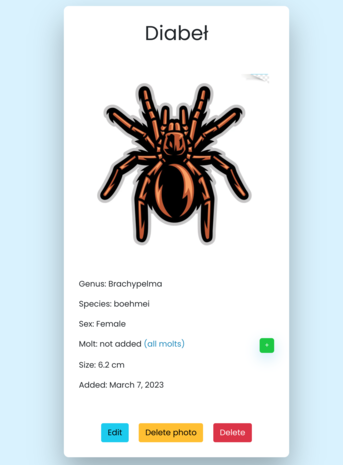 Diabeł
Genus: Brachypelma
Species: boehmei
Sex: Female
Molt: not added (all molts) +
Size: 6.2 cm
Added: March 7, 2023
Edit Delete photo Delete